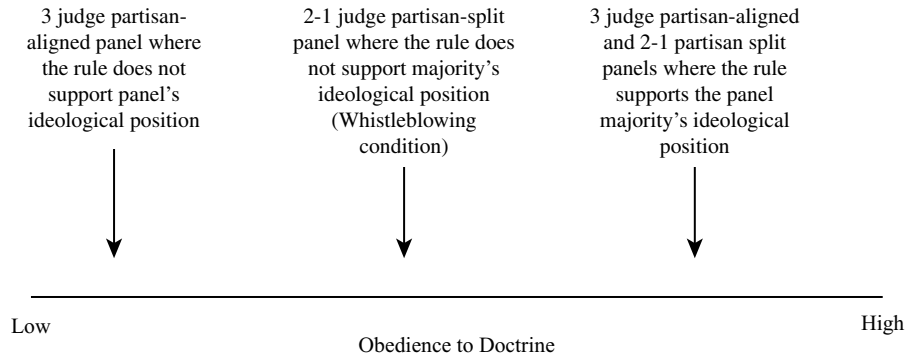 3 judge partisan-
aligned panel where
the rule does not
support panel's
ideological position
2-1 judge partisan-split
panel where the rule does
not support majority's
ideological position
(Whistleblowing
condition)
3 judge partisan-aligned
and 2-1 partisan split
panels where the rule
supports the panel
majority's ideological
position
Low
High
Obedience to Doctrine